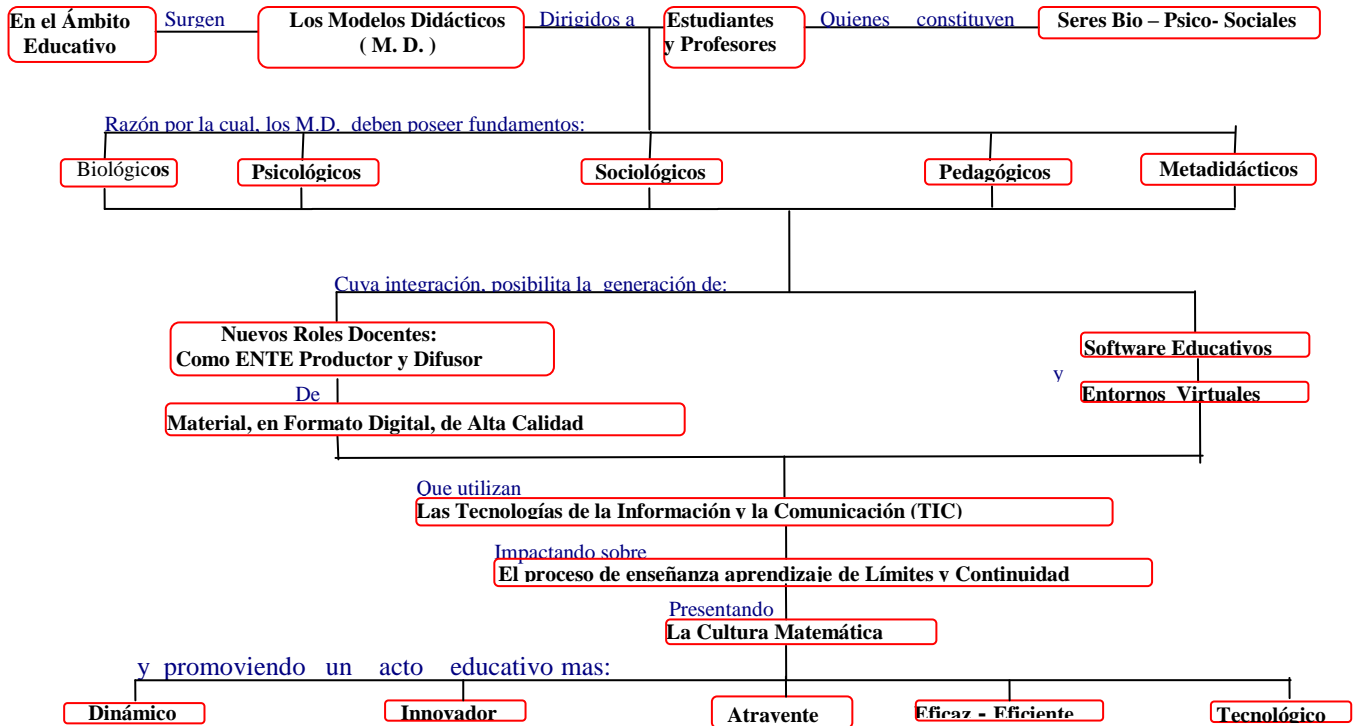 En el Ámbito
Educativo
Surgen
Los Modelos Didácticos
( M. D. )
Dirigidos a
Estudiantes
y Profesores
Quienes constituyen
Seres Bio – Psico- Sociales
Razón por la cual, los M.D. deben poseer fundamentos:
Biológicos
Psicológicos
Sociológicos
Pedagógicos
Metadidácticos
Cuya integración, posibilita la generación de:
Nuevos Roles Docentes:
Como ENTE Productor y Difusor
De
Material, en Formato Digital, de Alta Calidad
Software Educativos
y
Entornos Virtuales
Que utilizan
Las Tecnologías de la Información y la Comunicación (TIC)
Impactando sobre
El proceso de enseñanza aprendizaje de Límites y Continuidad
Presentando
La Cultura Matemática
y promoviendo un acto educativo mas:
Dinámico
Innovador
Atrayente
Eficaz - Eficiente
Tecnológico